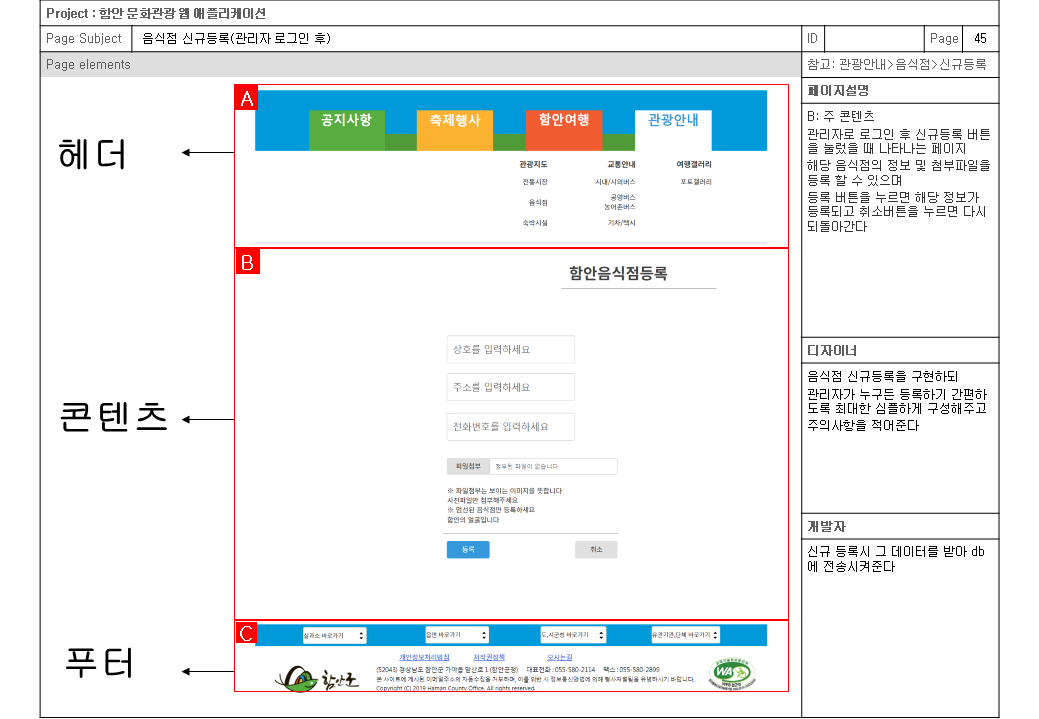 Project : 함안 문화관광 웹 애플리케이션
Page Subject 음식점 신규등록(관리자 로그인 후) ID Page 45
Page elements
참고: 관광안내>음식점>신규등록
헤더
콘텐츠
푸터
A
공지사항 축제행사 함안여행 관광안내
관광지도 교통안내 여행갤러리
전통시장 시내/시외버스 포토갤러리
음식점 공영버스
농어촌버스
숙박시설 기차/택시
B
함안음식점등록
상호를 입력하세요
주소를 입력하세요
전화번호를 입력하세요
파일첨부 첨부된 파일이 없습니다
※ 파일첨부는 보이는 이미지를 뜻합니다
사진파일만 첨부해주세요
※ 엄선된 음식점만 등록하세요
함안의 얼굴입니다
등록 취소
C
실과소 바로가기 읍면 바로가기 도,시군청 바로가기 유관기관,단체 바로가기
개인정보처리방침 저작권정책 오시는길
(52043) 경상남도 함안군 가야읍 말산로 1 (함안군청) 대표전화 : 055-580-2114 팩스 : 055-580-2899
본 사이트에 게시된 이메일주소의 자동수집을 거부하며, 이를 위반 시 정보통신망법에 의해 형사처벌됨을 유념하시기 바랍니다.
Copyright (C) 2019 Haman County Office. All rights reserved.
함안군
WA
페이지설명
B: 주 콘텐츠
관리자로 로그인 후 신규등록 버튼
을 눌렀을 때 나타나는 페이지
해당 음식점의 정보 및 첨부파일을
등록 할 수 있으며
등록 버튼을 누르면 해당 정보가
등록되고 취소버튼을 누르면 다시
되돌아간다
디자이너
음식점 신규등록을 구현하되
관리자가 누구든 등록하기 간편하
도록 최대한 심플하게 구성해주고
주의사항을 적어준다
개발자
신규 등록시 그 데이터를 받아 db
에 전송시켜준다